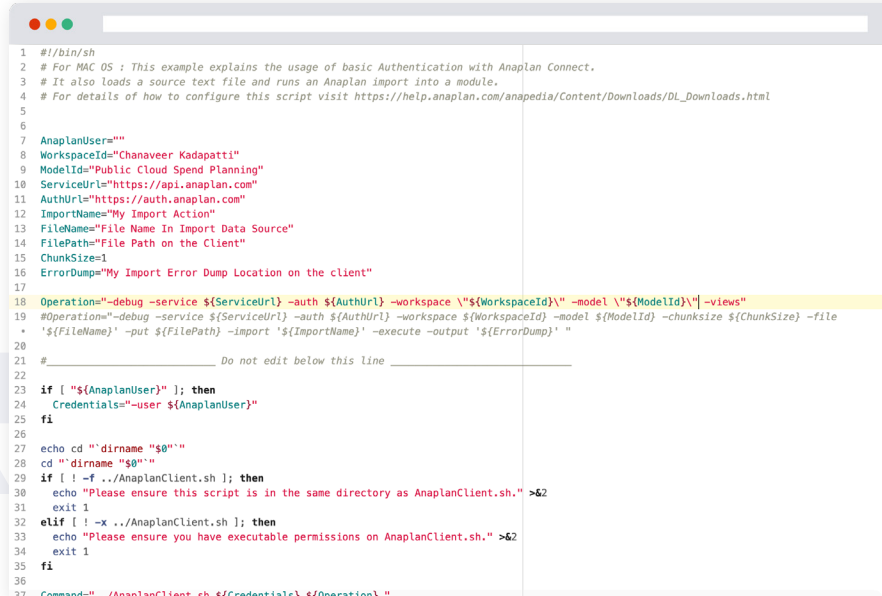 1 #!/bin/sh
2 # For MAC OS : This example explains the usage of basic Authentication with Anaplan Connect.
3 # It also loads a source text file and runs an Anaplan import into a module.
4 # For details of how to configure this script visit https://help.anaplan.com/anapedia/Content/Downloads/DL_Downloads.html
5
6
7 AnaplanUser=""
8 WorkspaceId="Chanaveer Kadapatti"
9 ModelId="Public Cloud Spend Planning"
10 ServiceUrl="https://api.anaplan.com"
11 AuthUrl="https://auth.anaplan.com"
12 ImportName="My Import Action"
13 FileName="File Name In Import Data Source"
14 FilePath="File Path on the Client"
15 ChunkSize=1
16 ErrorDump="My Import Error Dump Location on the client"
17
18 Operation="-debug -service ${ServiceUrl} -auth ${AuthUrl} -workspace \"${WorkspaceId}\" -model \"${ModelId}\" -views"
19 #Operation="-debug -service ${ServiceUrl} -auth ${AuthUrl} -workspace ${WorkspaceId} -model ${ModelId} -chunksize ${ChunkSize} -file
• '${FileName}' -put ${FilePath} -import '${ImportName}' -execute -output '${ErrorDump}' "
20
21 #____________________________ Do not edit below this line ______________________________
22
23 if [ "${AnaplanUser}" ]; then
24   Credentials="-user ${AnaplanUser}"
25 fi
26
27 echo cd "`dirname "$0"`"
28 cd "`dirname "$0"`"
29 if [ ! -f ../AnaplanClient.sh ]; then
30   echo "Please ensure this script is in the same directory as AnaplanClient.sh." >&2
31   exit 1
32 elif [ ! -x ../AnaplanClient.sh ]; then
33   echo "Please ensure you have executable permissions on AnaplanClient.sh." >&2
34   exit 1
35 fi
36
37 Command="../AnaplanClient.sh ${Credentials} ${Operation} "